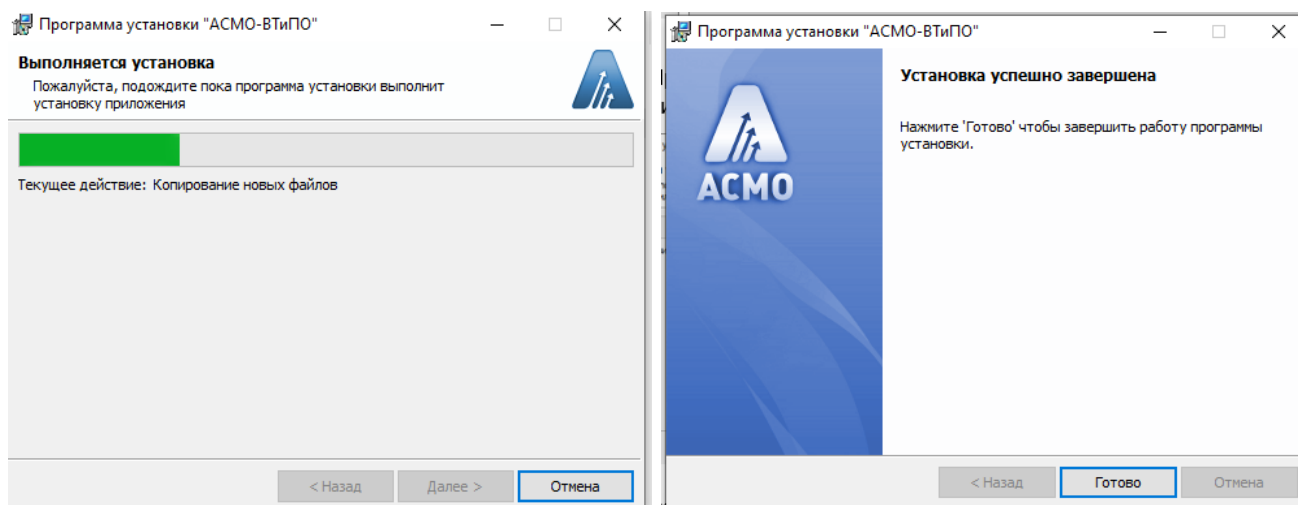 Программа установки "АСМО-ВТиПО"
Выполняется установка
Пожалуйста, подождите пока программа установки выполнит
установку приложения
Текущее действие: Копирование новых файлов
< Назад
Далее >
Отмена
Программа установки "АСМО-ВТиПО"
АСМО
Установка успешно завершена
Нажмите 'Готово' чтобы завершить работу программы
установки.
< Назад
Готово
Отмена